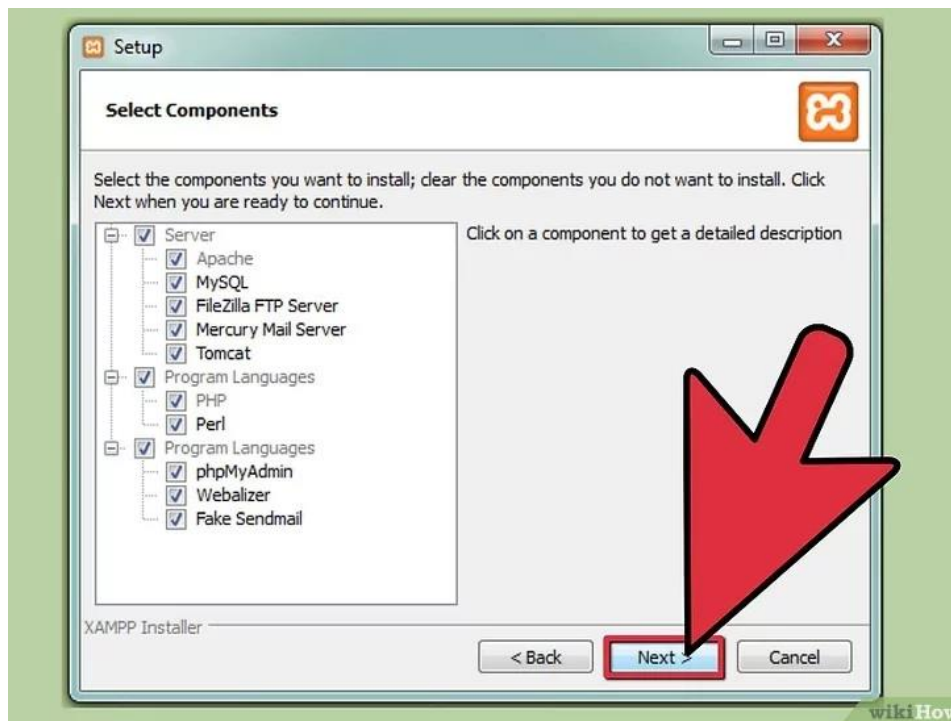 Setup
Select Components
Select the components you want to install; clear the components you do not want to install. Click
Next when you are ready to continue.
Server
Apache
MySQL
FileZilla FTP Server
Mercury Mail Server
Tomcat
Program Languages
PHP
Perl
Program Languages
phpMyAdmin
Webalizer
Fake Sendmail
Click on a component to get a detailed description
XAMPP Installer
< Back
Next >
Cancel
wikiHow